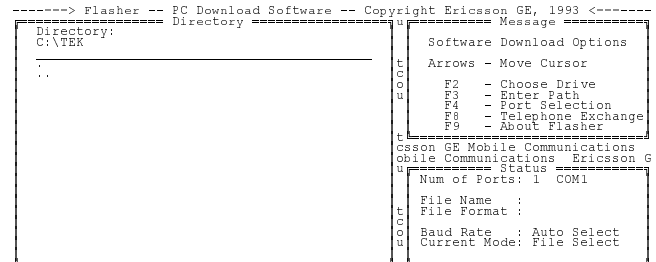 -------> Flasher -- PC Download Software -- Copyright Ericsson GE, 1993 <-------
Directory
Directory:
C:\TEK
.
..
u
t
c
o
u
t
u
t
c
o
u
Message
Software Download Options
Arrows - Move Cursor
F2 - Choose Drive
F3 - Enter Path
F4 - Port Selection
F8 - Telephone Exchange
F9 - About Flasher
csson GE Mobile Communications
obile Communications Ericsson G
Status
Num of Ports: 1 COM1
File Name :
File Format :
Baud Rate : Auto Select
Current Mode: File Select